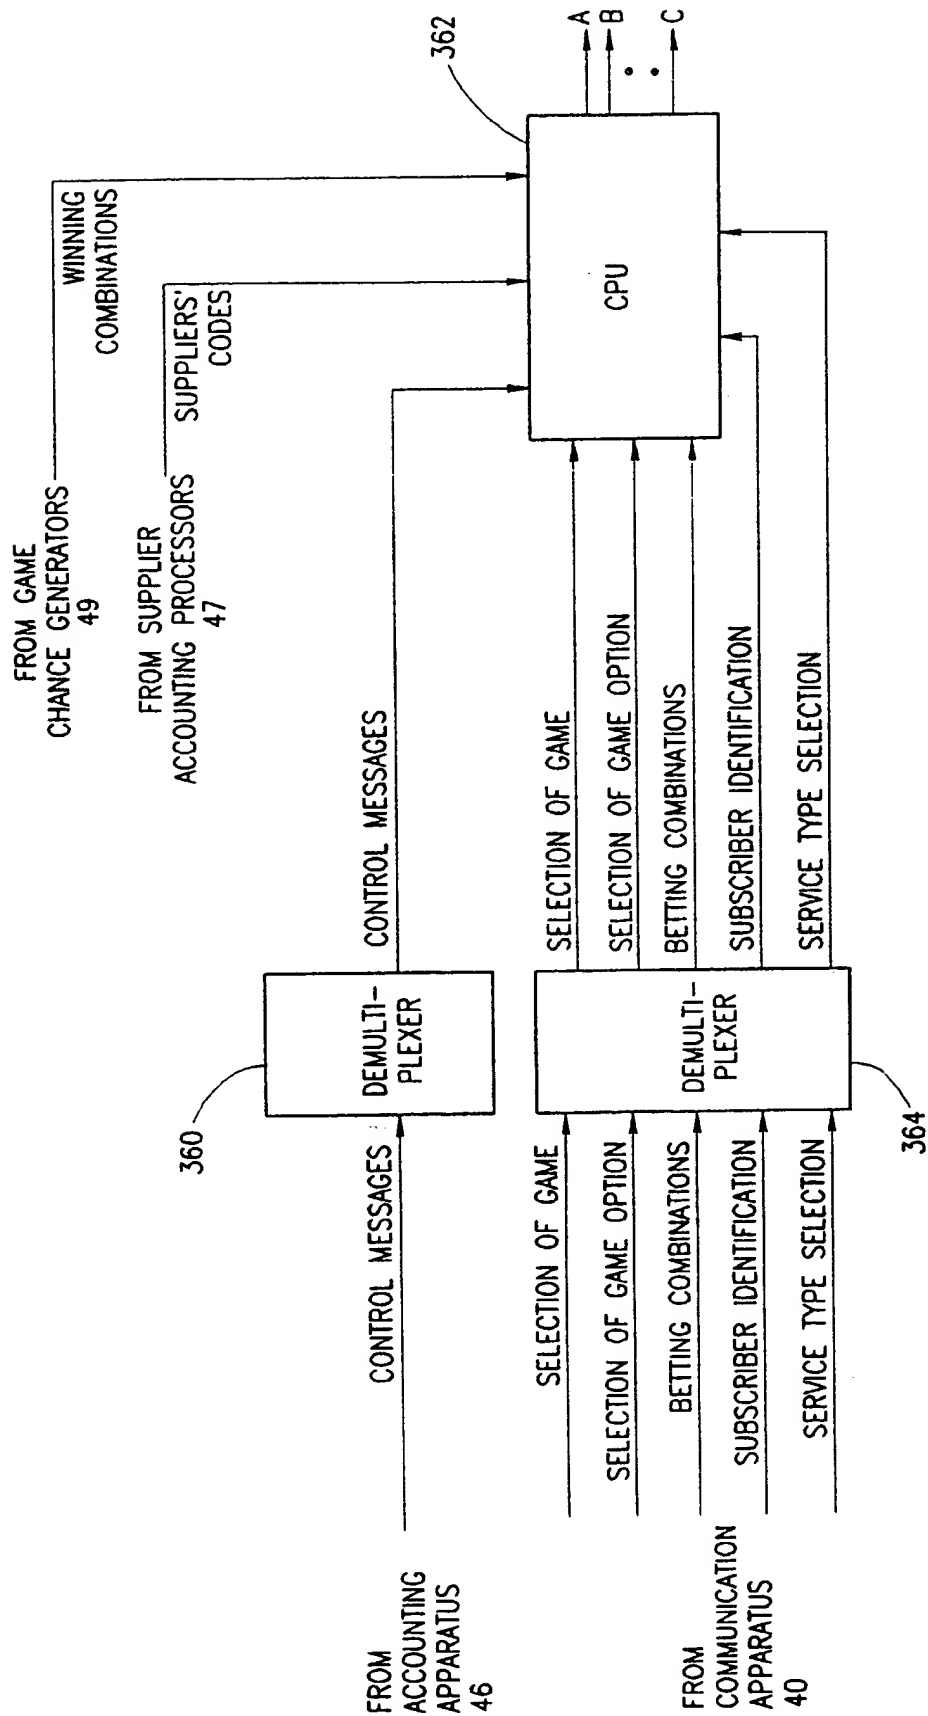 FROM GAME
CHANCE GENERATORS
49
WINNING
COMBINATIONS
FROM SUPPLIER
ACCOUNTING PROCESSORS
47
SUPPLIERS'
CODES
362
A
B
C
CPU
360
FROM
ACCOUNTING
APPARATUS
46
CONTROL MESSAGES
DEMULTI-
PLEXER
CONTROL MESSAGES
FROM
COMMUNICATION
APPARATUS
40
SELECTION OF GAME
SELECTION OF GAME OPTION
BETTING COMBINATIONS
SUBSCRIBER IDENTIFICATION
SERVICE TYPE SELECTION
DEMULTI-
PLEXER
364
SELECTION OF GAME
SELECTION OF GAME OPTION
BETTING COMBINATIONS
SUBSCRIBER IDENTIFICATION
SERVICE TYPE SELECTION